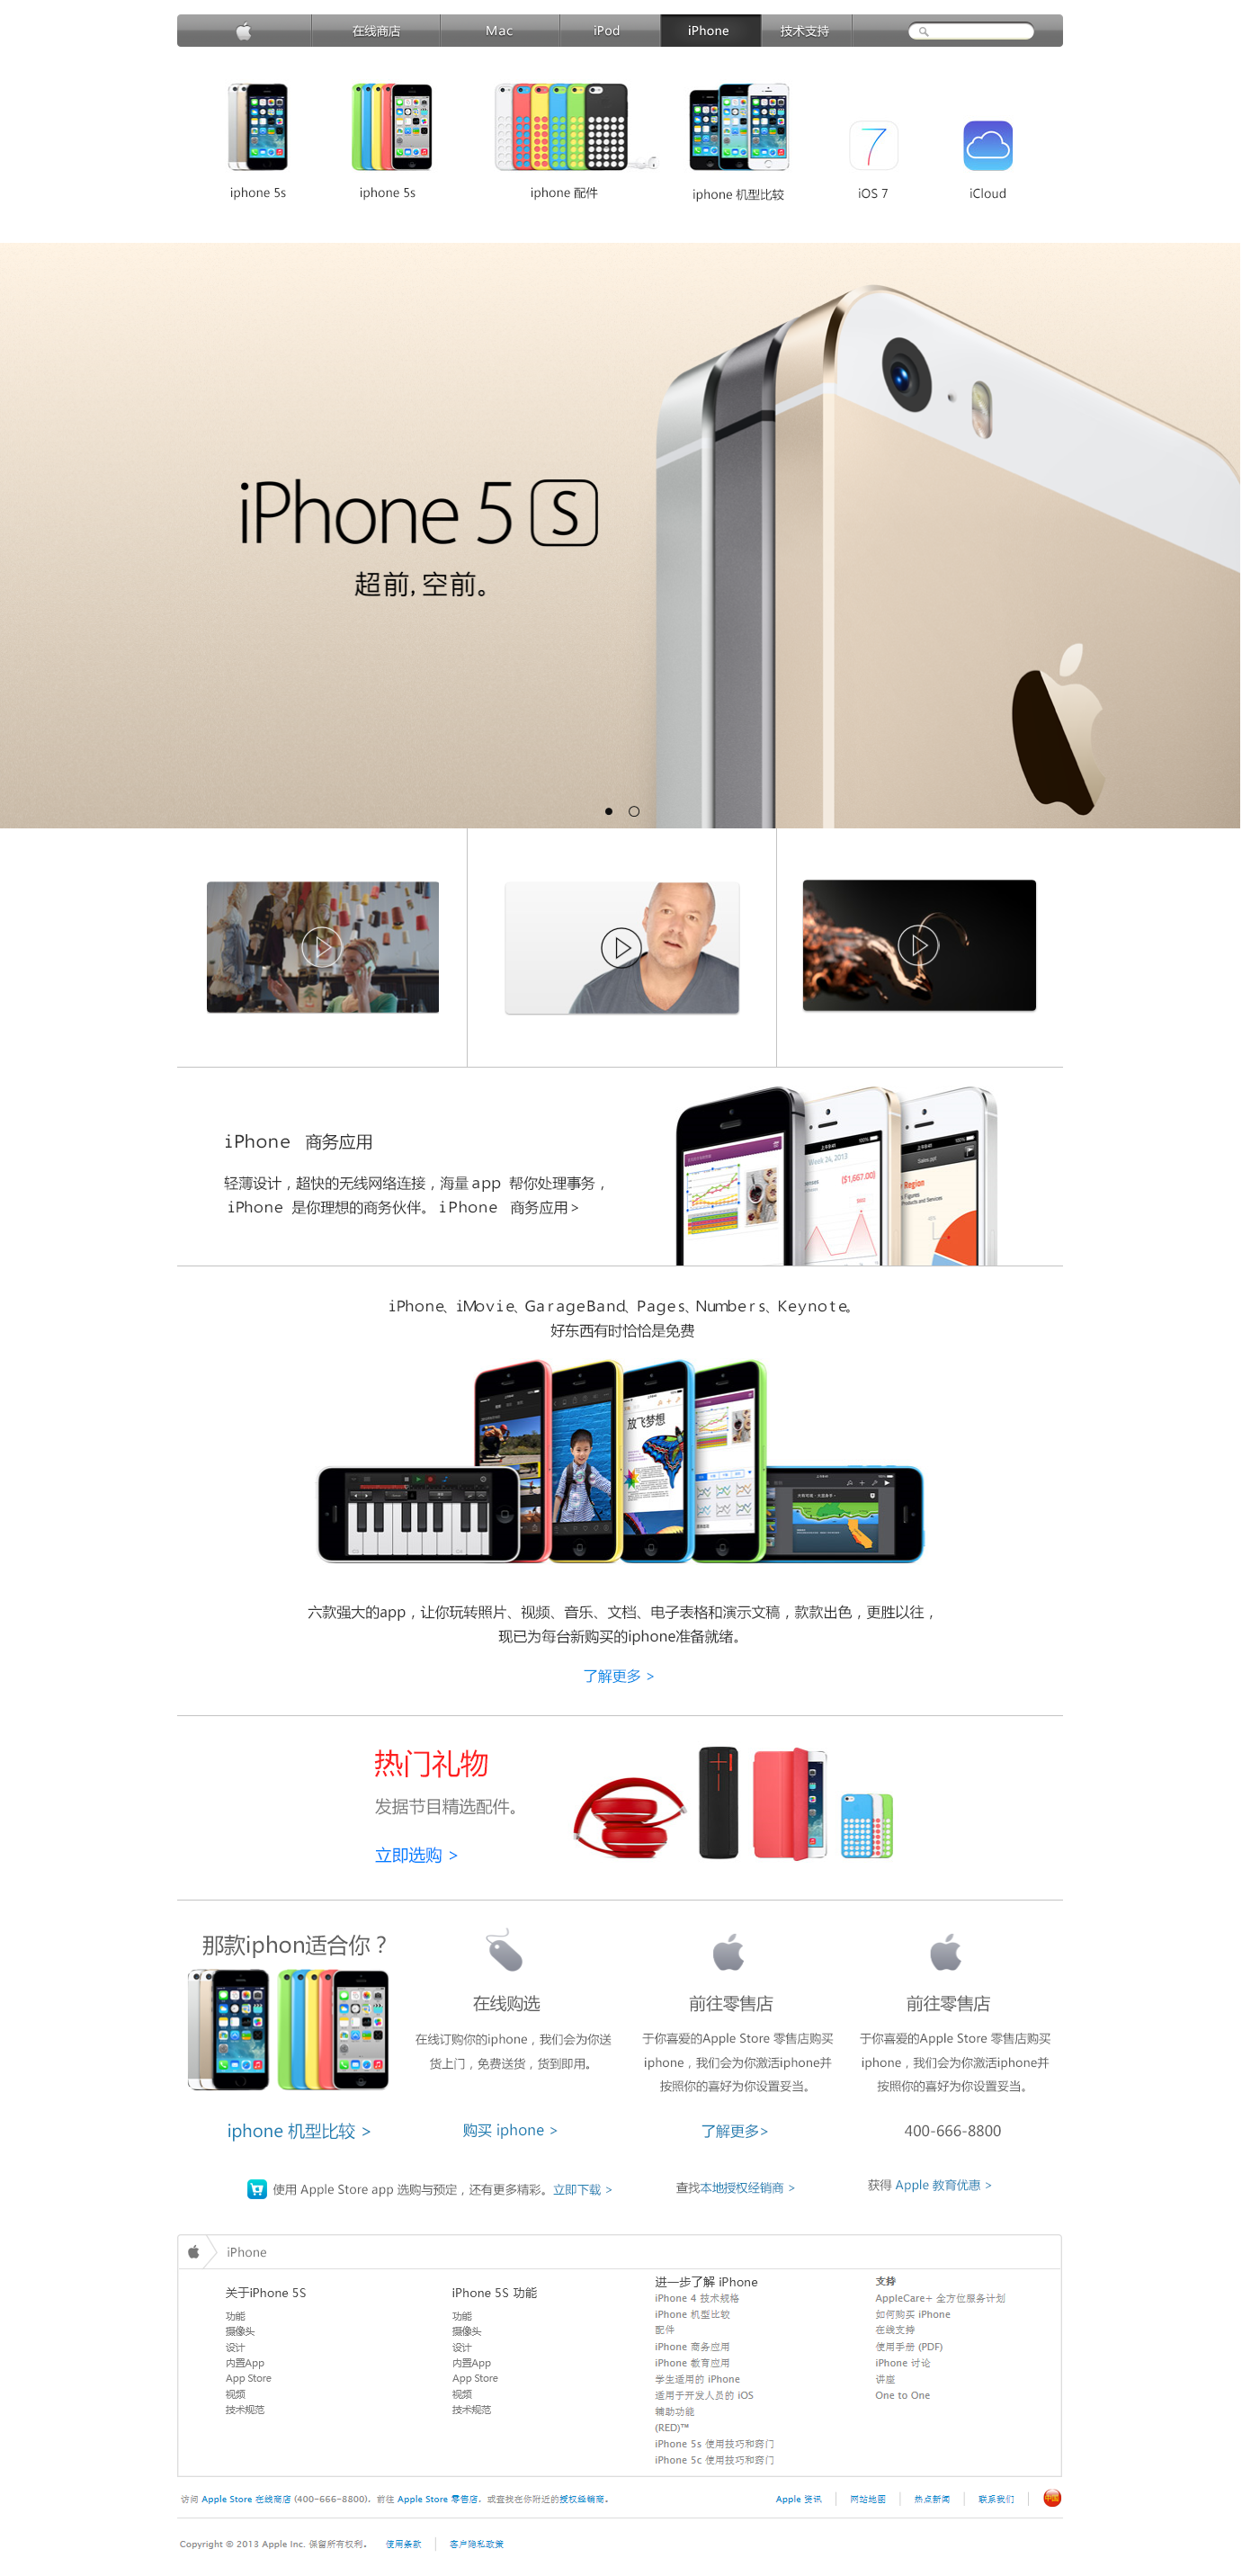 在线商店
Mac
iPod
iPhone
技术支持
iphone 5s
iphone 5s
iphone 配件
iphone 机型比较
iOS 7
iCloud
iPhone 5 S
超前,空前。
iPhone 商务应用
轻薄设计，超快的无线网络连接，海量app 帮你处理事务，
iPhone 是你理想的商务伙伴。iPhone 商务应用>
Week 24, 2013
($1,667.00)
Sales.ppt
Region
Figures
Products and Services
iPhone、iMovie、GarageBand、Pages、Numbers、Keynote。
好东西有时恰恰是免费
放飞梦想
六款强大的app，让你玩转照片、视频、音乐、文档、电子表格和演示文稿，款款出色，更胜以往，
现已为每台新购买的iphone准备就绪。
了解更多 >
热门礼物
发掘节目精选配件。
立即选购 >
那款iphon适合你？
iphone 机型比较 >
在线购选
在线订购你的iphone，我们会为你送
货上门，免费送货，货到即用。
购买 iphone >
前往零售店
于你喜爱的Apple Store 零售店购买
iphone，我们会为你激活iphone并
按照你的喜好为你设置妥当。
了解更多>
前往零售店
于你喜爱的Apple Store 零售店购买
iphone，我们会为你激活iphone并
按照你的喜好为你设置妥当。
400-666-8800
使用 Apple Store app 选购与预定，还有更多精彩。立即下载 >
查找本地授权经销商 >
获得 Apple 教育优惠 >
iPhone
关于iPhone 5S
功能
摄像头
设计
内置App
App Store
视频
技术规范
iPhone 5S 功能
功能
摄像头
设计
内置App
App Store
视频
技术规范
进一步了解 iPhone
iPhone 4 技术规格
iPhone 机型比较
配件
iPhone 商务应用
iPhone 教育应用
学生适用的 iPhone
适用于开发人员的 iOS
辅助功能
(RED)™
iPhone 5s 使用技巧和窍门
iPhone 5c 使用技巧和窍门
支持
AppleCare+ 全方位服务计划
如何购买 iPhone
在线支持
使用手册 (PDF)
iPhone 讨论
讲座
One to One
访问 Apple Store 在线商店 (400-666-8800)，前往 Apple Store 零售店，或查找在你附近的授权经销商。
Apple 资讯
网站地图
热点新闻
联系我们
中国
Copyright © 2013 Apple Inc. 保留所有权利。
使用条款
客户隐私政策